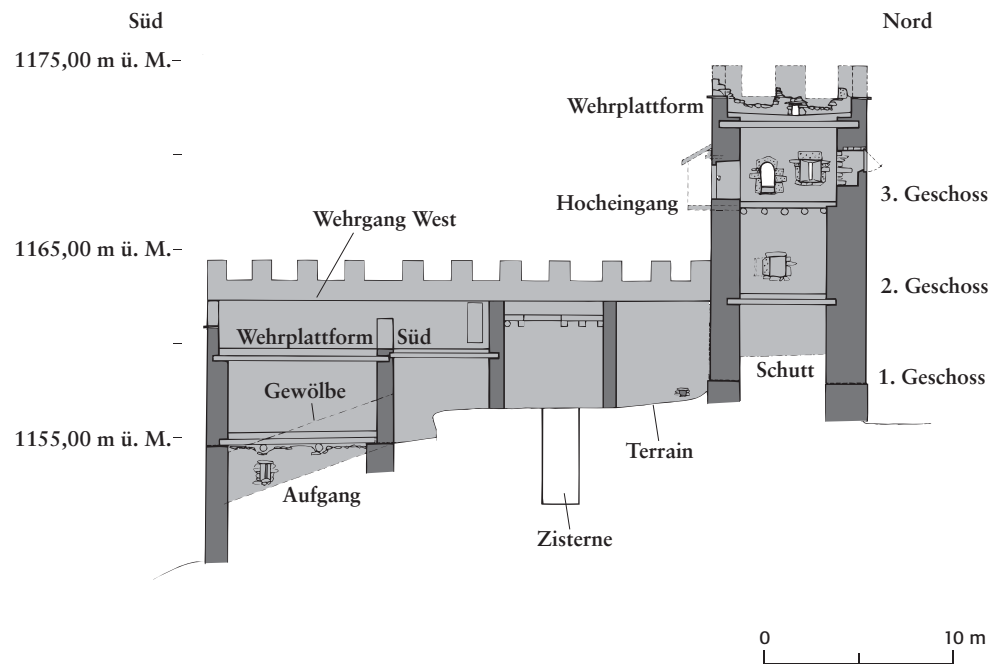 Süd
Nord
1175,00 m ü. M.
Wehrplattform
Hocheingang
3. Geschoss
Wehrgang West
1165,00 m ü. M.
2. Geschoss
Wehrplattform Süd
Schutt
1. Geschoss
Gewölbe
1155,00 m ü. M.
Terrain
Aufgang
Zisterne
0 10 m